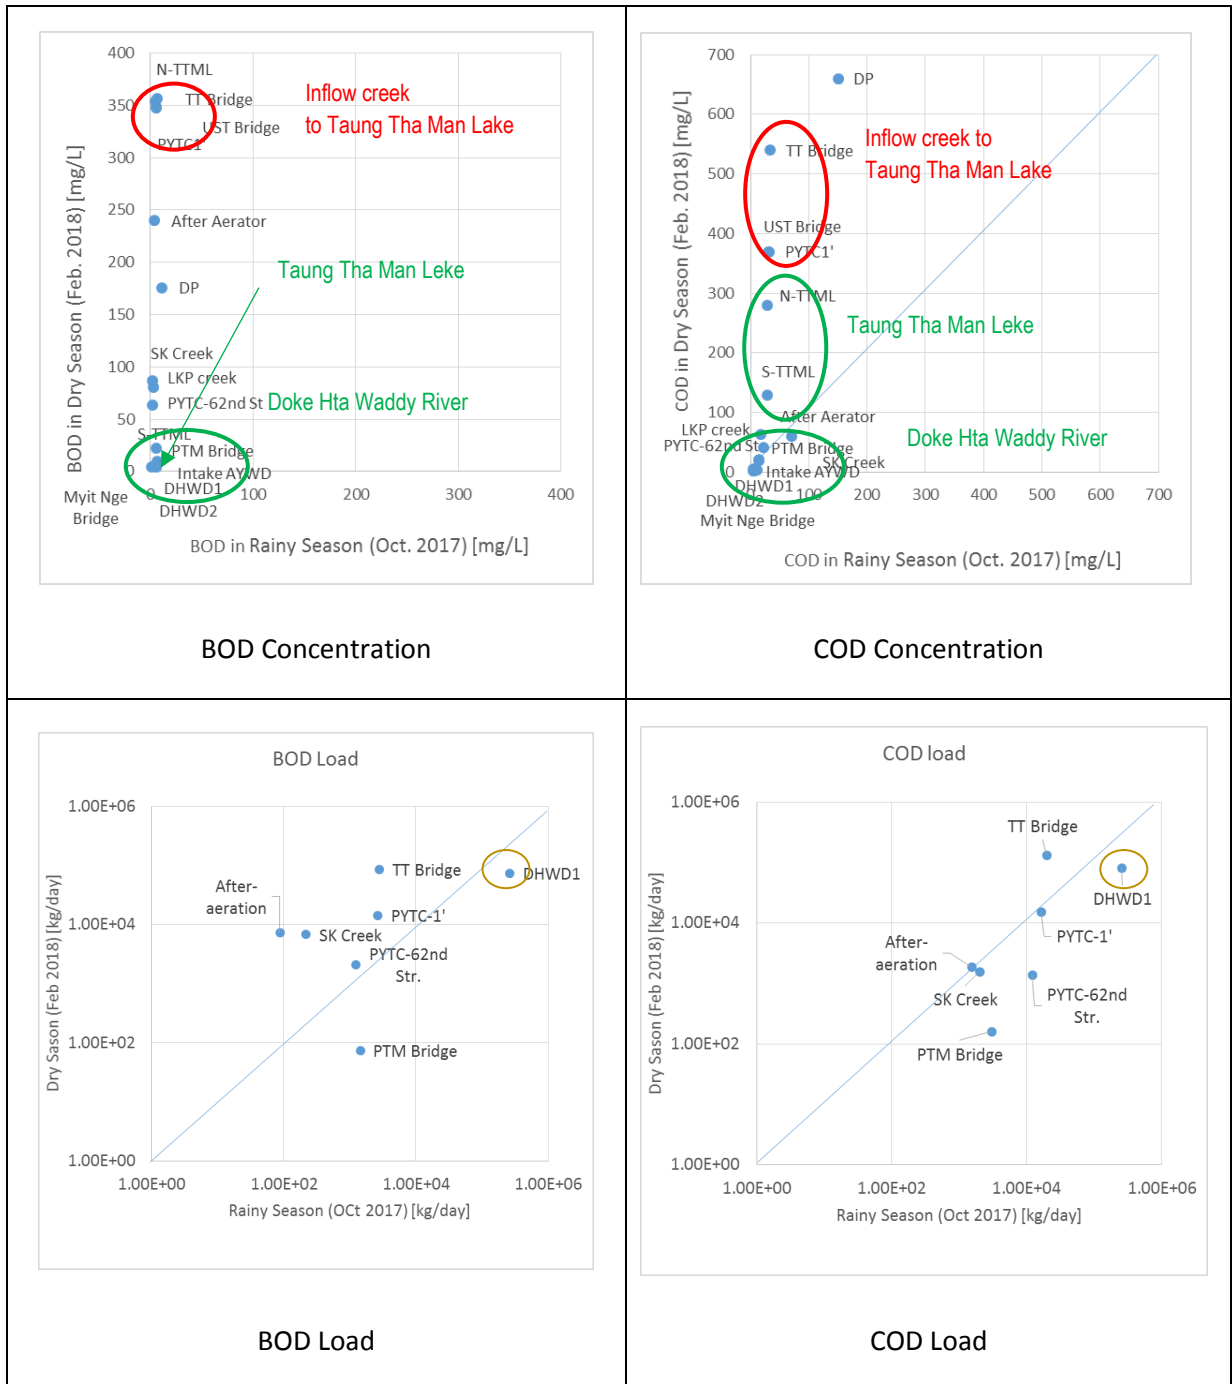 400
350
300
250
200
150
100
50
0
0
100
200
300
400
N-TTML
TT Bridge
UST Bridge
PYTC1'
Inflow creek
to Taung Tha Man Lake
After Aerator
Taung Tha Man Leke
DP
SK Creek
LKP creek
PYTC-62nd St
Doke Hta Waddy River
S-TTML
PTM Bridge
Intake AYWD
DHWD1
DHWD2
Myit Nge
Bridge
BOD in Dry Season (Feb. 2018) [mg/L]
BOD in Rainy Season (Oct. 2017) [mg/L]
BOD Concentration
700
600
500
400
300
200
100
0
100
200
300
400
500
600
700
DP
Inflow creek to
Taung Tha Man Lake
TT Bridge
UST Bridge
PYTC1'
N-TTML
Taung Tha Man Leke
S-TTML
After Aerator
LKP creek
PYTC-62nd St
PTM Bridge
Doke Hta Waddy River
SK Creek
Intake AYWD
DHWD1
DHWD2
Myit Nge Bridge
COD in Dry Season (Feb. 2018) [mg/L]
COD in Rainy Season (Oct. 2017) [mg/L]
COD Concentration
BOD Load
1.00E+06
1.00E+04
1.00E+02
1.00E+00
1.00E+00
1.00E+02
1.00E+04
1.00E+06
TT Bridge
DHWD1
After-
aeration
PYTC-1'
SK Creek
PYTC-62nd
Str.
PTM Bridge
Dry Sason (Feb 2018) [kg/day]
Rainy Season (OCt 2017) [kg/day]
BOD Load
COD load
1.00E+06
1.00E+04
1.00E+02
1.00E+00
1.00E+00
1.00E+02
1.00E+04
1.00E+06
TT Bridge
DHWD1
PYTC-1'
After-
aeration
SK Creek
PYTC-62nd
Str.
PTM Bridge
Dry Season (Feb 2018) [kg/day]
Rainy Season (Oct 2017) [kg/day]
COD Load